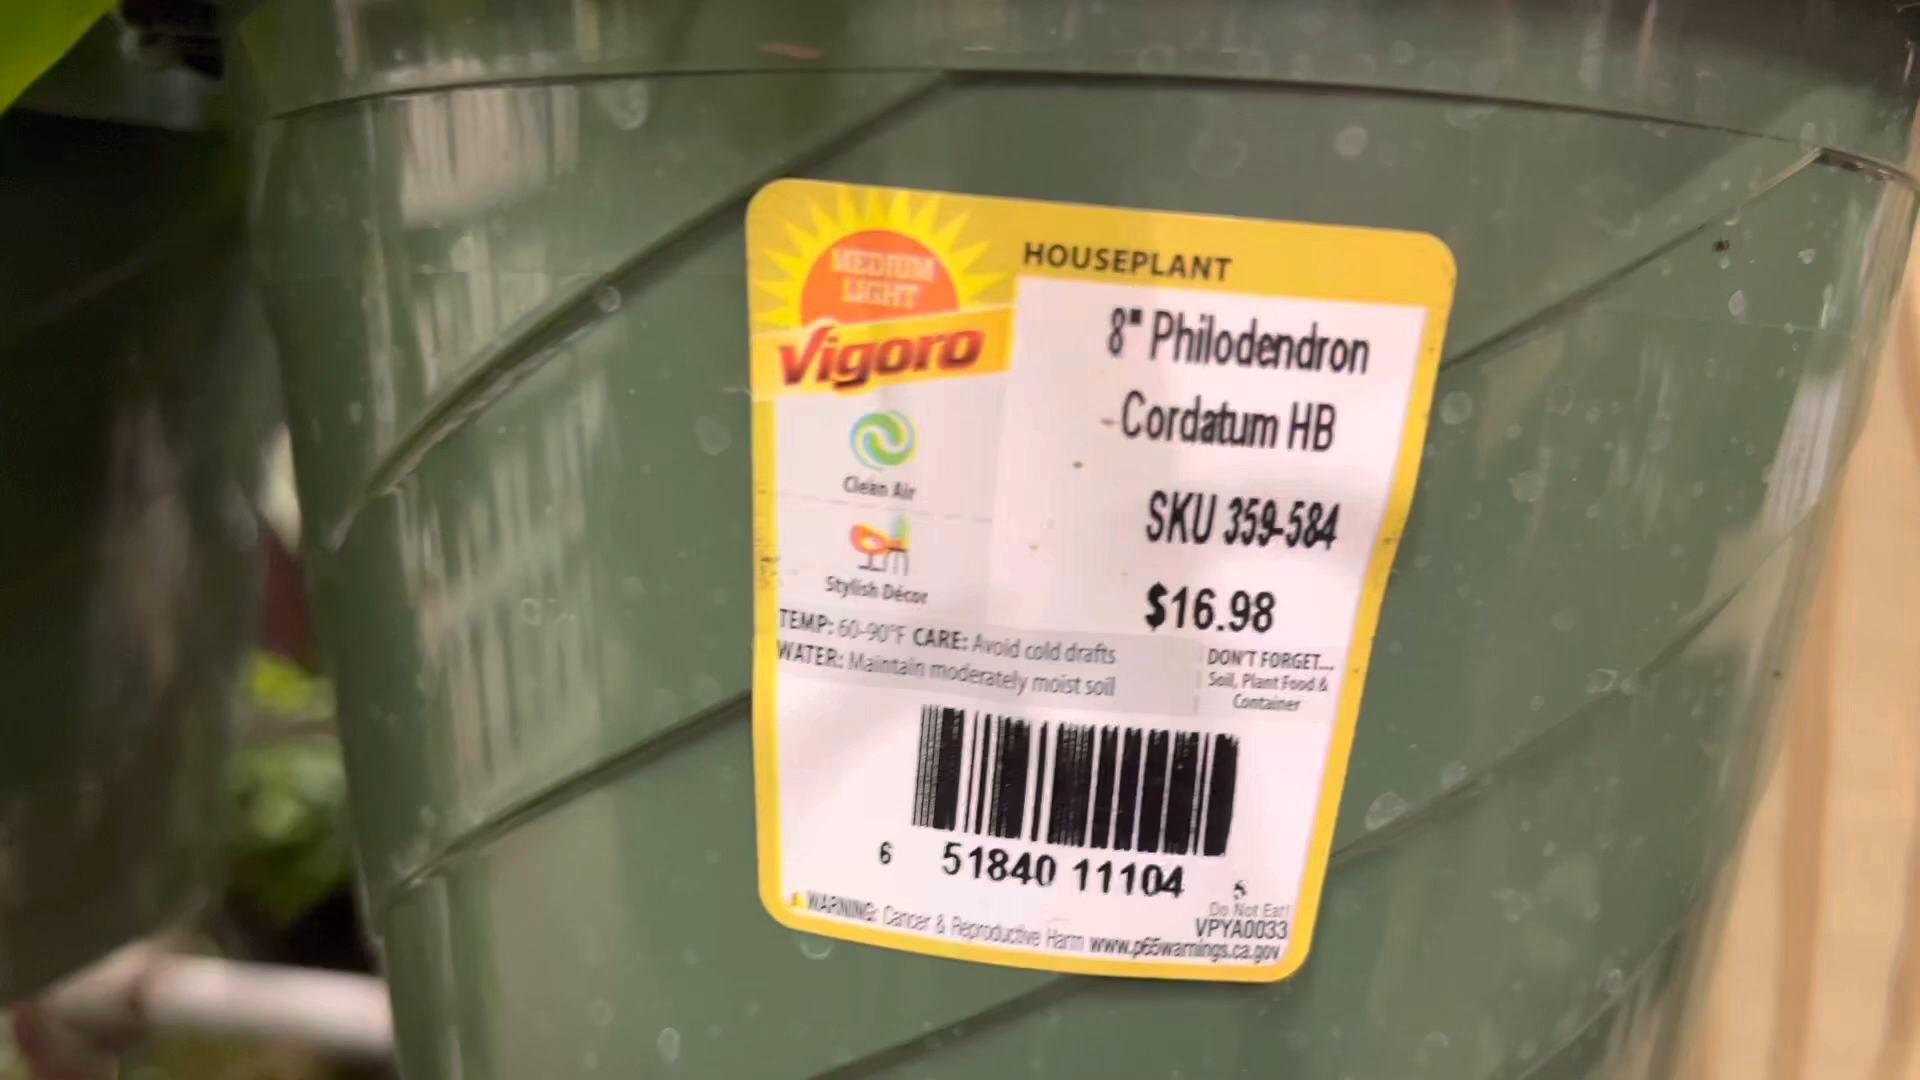 MEDIUM
LIGHT
Vigoro
HOUSEPLANT
8" Philodendron
-Cordatum HB
SKU 359-584
$16.98
Clean Air
Stylish Décor
TEMP: 60-90°F CARE: Avoid cold drafts
WATER: Maintain moderately moist soil
DON'T FORGET...
Soil, Plant Food &
Container
6 51840 11104 5
Do Not Eat!
VPYA0033
WARNING: Cancer & Reproductive Harm www.p65warnings.ca.gov